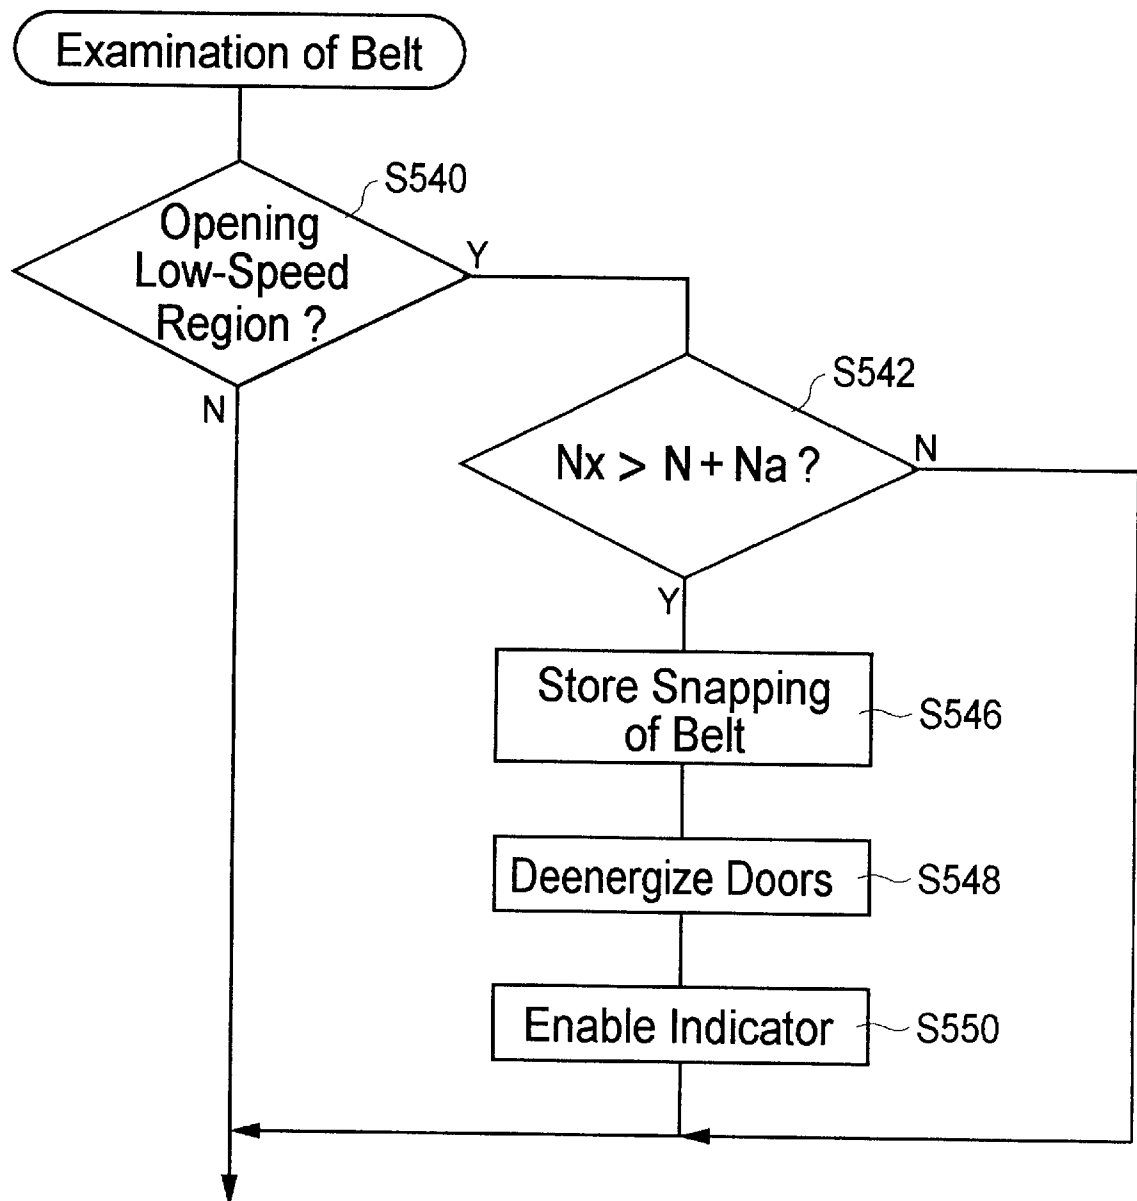 Examination of Belt
S540
Opening
Low-Speed
Region ?
Y
N
S542
Nx > N + Na ?
N
Y
Store Snapping
of Belt
S546
Deenergize Doors
S548
Enable Indicator
S550